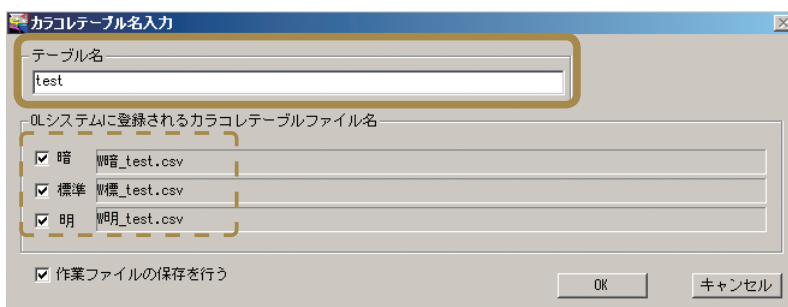 カラコレテーブル名入力
テーブル名
test
OLシステムに登録されるカラコレテーブルファイル名
暗 W暗_test.csv
標準 W標_test.csv
明 W明_test.csv
作業ファイルの保存を行う
OK キャンセル